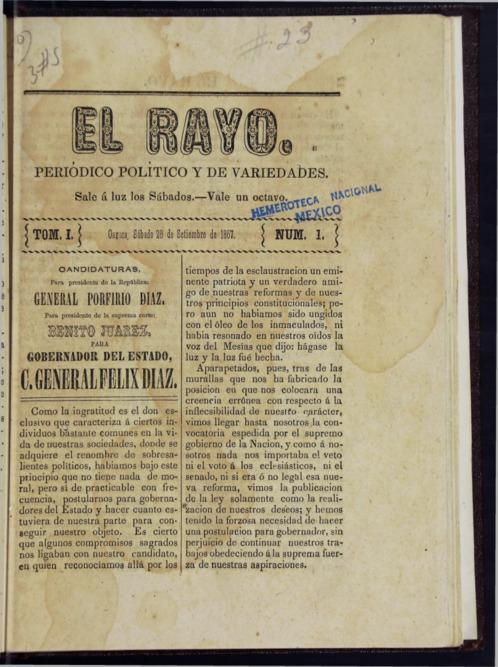 # 23
3#S
EL RAYO.
PERIÓDICO POLÍTICO Y DE VARIEDADES.
Sale á luz los Sábados.—Vale un octavo.
HEMEROTECA NACIONAL
MEXICO
TOM. I.
Oaxaca, Sábado 28 de Setiembre de 1867.
NUM. 1.
CANDIDATURAS,
Para presidente de la República:
GENERAL PORFIRIO DIAZ.
Para presidente de la suprema corte:
BENITO JUAREZ.
PARA
GOBERNADOR DEL ESTADO,
C. GENERAL FELIX DIAZ.
Como la ingratitud es el don es-
clusivo que caracteriza á ciertos in-
dividuos bastante comunes en la vi-
da de nuestras sociedades, donde se
adquiere el renombre de sobresa-
lientes políticos, habiamos bajo este
principio que no tiene nada de mo-
ral, pero si de practicable con fre-
cuencia, postularnos para goberna-
dores del Estado y hacer cuanto es-
tuviera de nuestra parte para con-
seguir nuestro objeto. Es cierto
que algunos compromisos sagrados
nos ligaban con nuestro candidato,
en quien reconociamos allá por los
tiempos de la esclaustracion un emi-
nente patriota y un verdadero ami-
go de nuestras reformas y de nues-
tros principios constitucionales; pe-
ro aun no habiamos sido ungidos
con el óleo de los inmaculados, ni
habia resonado en nuestros oidos la
voz del Mesias que dijo: hágase la
luz y la luz fué hecha.
Aparapetados, pues, tras de las
murallas que nos ha fabricado la
posicion en que nos colocara una
creencia errónea con respecto á la
inflecsibilidad de nuestro carácter,
vimos llegar hasta nosotros la con-
vocatoria espedida por el supremo
gobierno de la Nacion, y como á no-
sotros nada nos importaba el veto
ni el voto á los eclesiásticos, ni el
senado, ni si era ó no legal esa nue-
va reforma, vimos la publicacion
de la ley solamente como la reali-
zacion de nuestros deseos; y hemos
tenido la forzosa necesidad de hacer
una postulacion para gobernador, sin
perjuicio de continuar nuestros tra-
bajos obedeciendo á la suprema fuer-
za de nuestras aspiraciones.